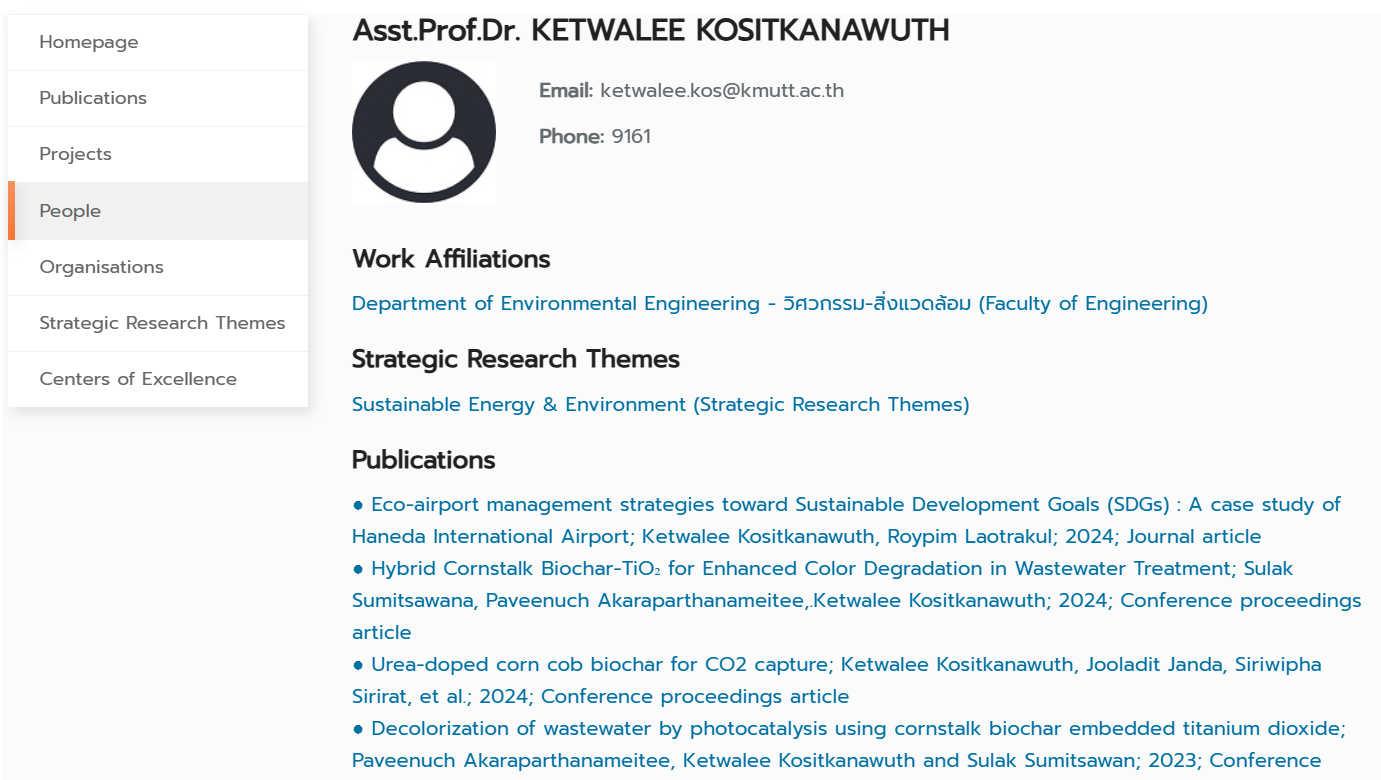 Homepage
Publications
Projects
People
Organisations
Strategic Research Themes
Centers of Excellence
Asst.Prof.Dr. KETWALEE KOSITKANAWUTH
Email: ketwalee.kos@kmutt.ac.th
Phone: 9161
Work Affiliations
Department of Environmental Engineering - วิศวกรรม-สิ่งแวดล้อม (Faculty of Engineering)
Strategic Research Themes
Sustainable Energy & Environment (Strategic Research Themes)
Publications
● Eco-airport management strategies toward Sustainable Development Goals (SDGs) : A case study of
Haneda International Airport; Ketwalee Kositkanawuth, Roypim Laotrakul; 2024; Journal article
● Hybrid Cornstalk Biochar-TiO₂ for Enhanced Color Degradation in Wastewater Treatment; Sulak
Sumitsawana, Paveenuch Akaraparthanameitee,.Ketwalee Kositkanawuth; 2024; Conference proceedings
article
● Urea-doped corn cob biochar for CO2 capture; Ketwalee Kositkanawuth, Jooladit Janda, Siriwipha
Sirirat, et al.; 2024; Conference proceedings article
● Decolorization of wastewater by photocatalysis using cornstalk biochar embedded titanium dioxide;
Paveenuch Akaraparthanameitee, Ketwalee Kositkanawuth and Sulak Sumitsawan; 2023; Conference